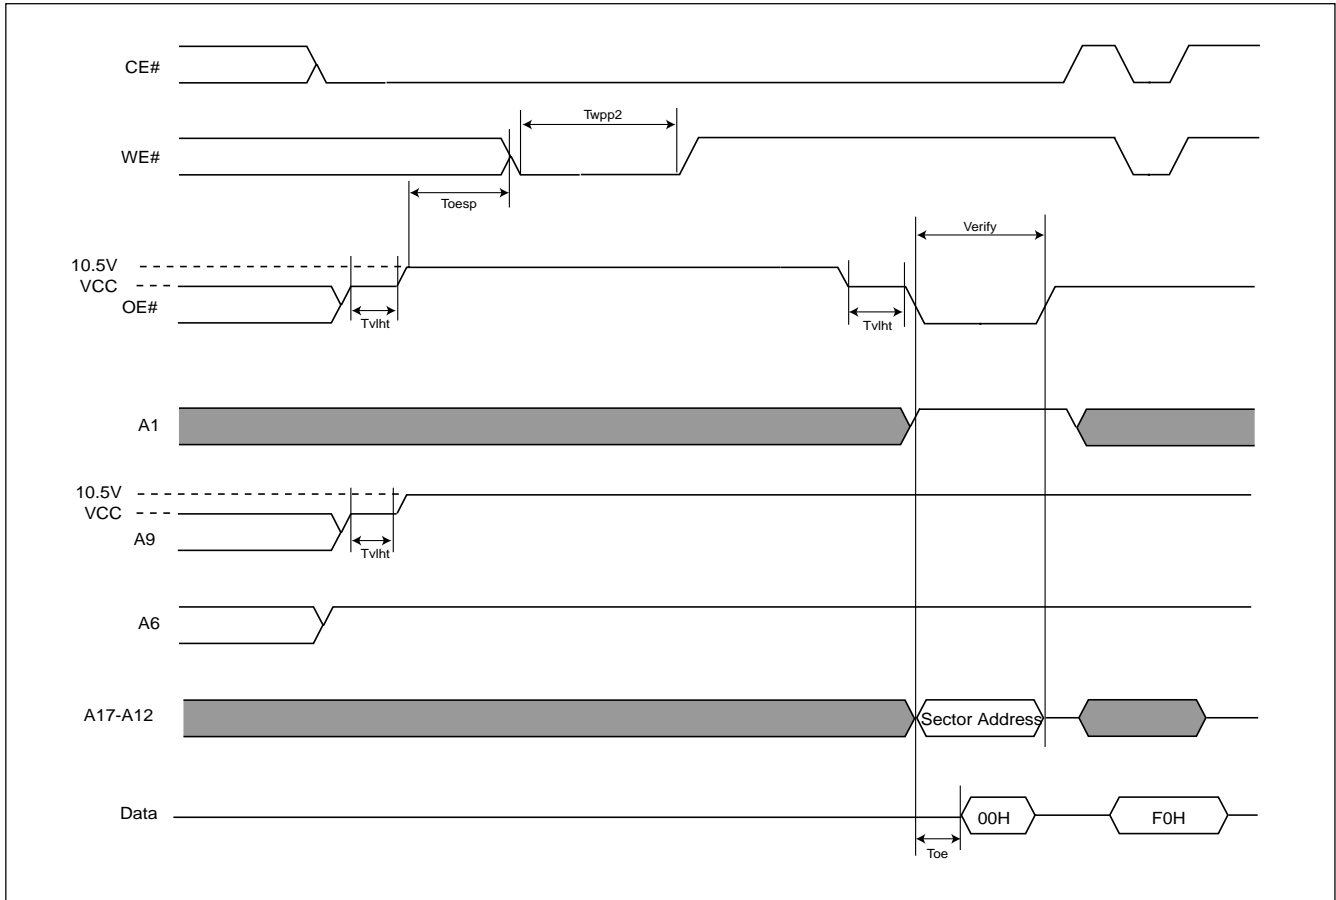 CE#
Twpp2
WE#
Toesp
Verify
10.5V
VCC
OE#
Tvlht
Tvlht
A1
10.5V
VCC
A9
Tvlht
A6
A17-A12
Sector Address
Data
00H
F0H
Toe